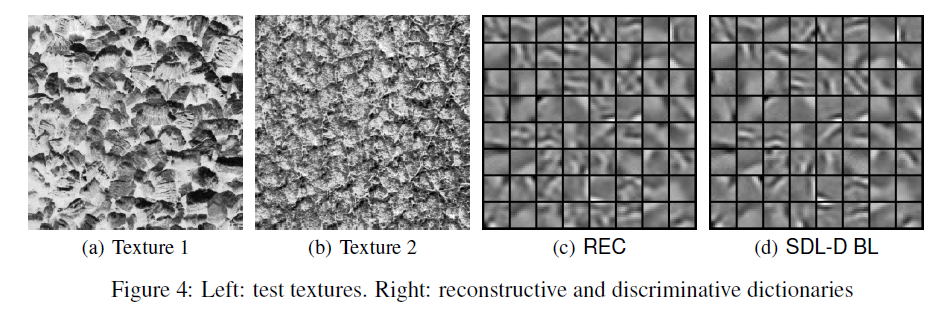 (a) Texture 1
(b) Texture 2
(c) REC
(d) SDL-D BL
Figure 4: Left: test textures. Right: reconstructive and discriminative dictionaries